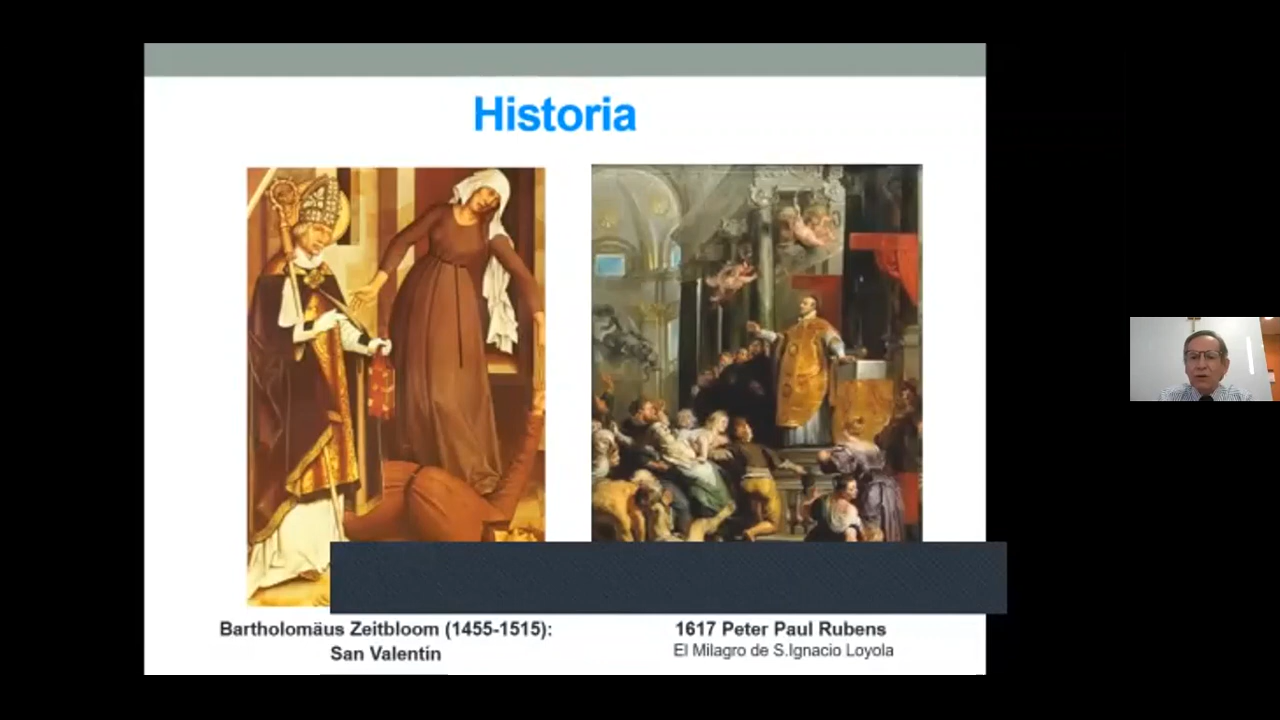 Historia
Bartholomäus Zeitbloom (1455-1515):
San Valentín
1617 Peter Paul Rubens
El Milagro de S.Ignacio Loyola